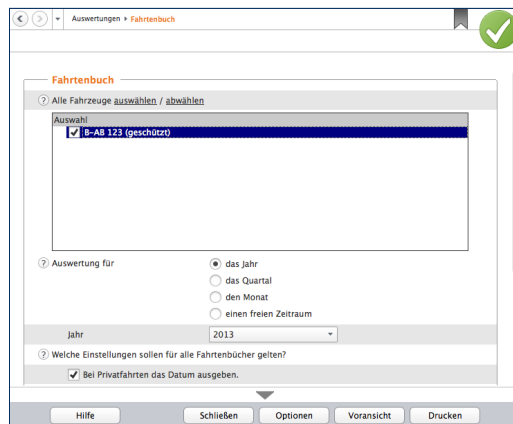 Auswertungen ▸ Fahrtenbuch
Fahrtenbuch
? Alle Fahrzeuge auswählen / abwählen
Auswahl
B-AB 123 (geschützt)
? Auswertung für
das Jahr
das Quartal
den Monat
einen freien Zeitraum
Jahr 2013
? Welche Einstellungen sollen für alle Fahrtenbücher gelten?
Bei Privatfahrten das Datum ausgeben.
Hilfe Schließen Optionen Voransicht Drucken